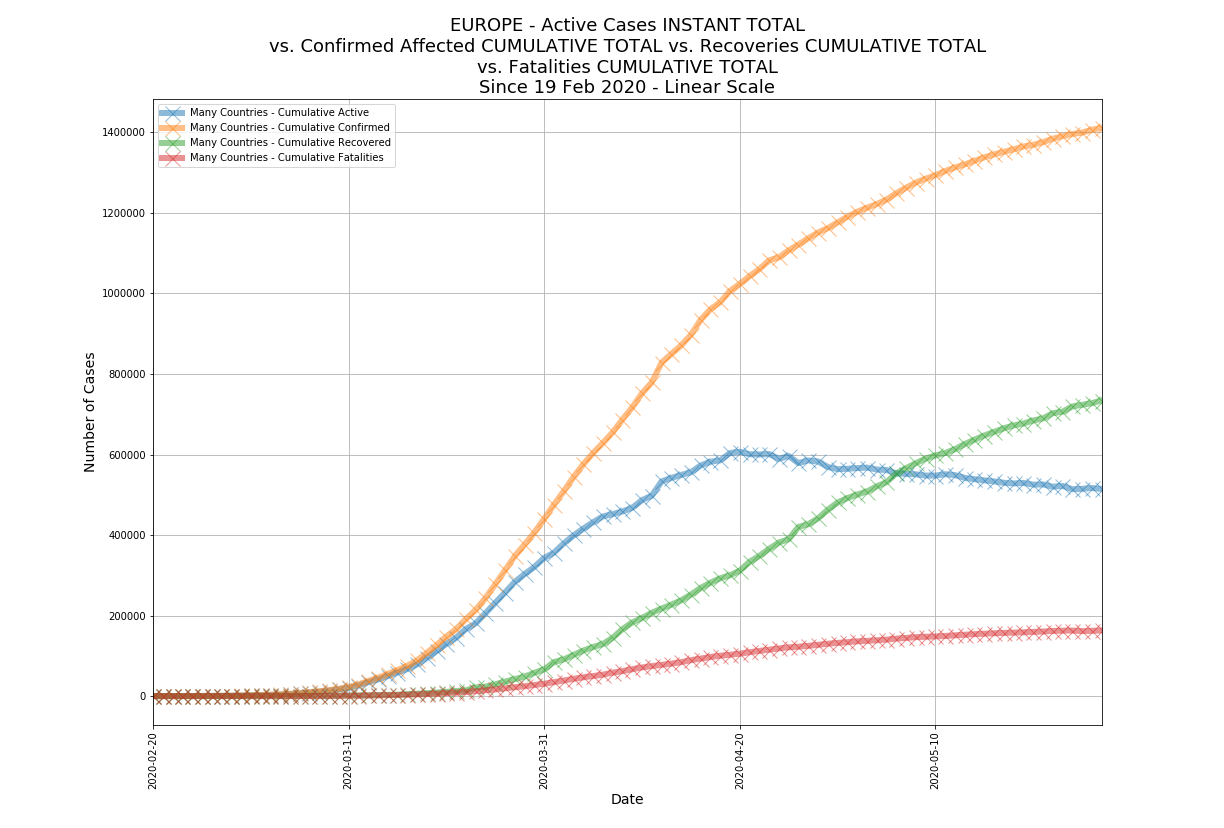 EUROPE - Active Cases INSTANT TOTAL
vs. Confirmed Affected CUMULATIVE TOTAL vs. Recoveries CUMULATIVE TOTAL
vs. Fatalities CUMULATIVE TOTAL
Since 19 Feb 2020 - Linear Scale
Many Countries - Cumulative Active
Many Countries - Cumulative Confirmed
Many Countries - Cumulative Recovered
Many Countries - Cumulative Fatalities
1400000
1200000
1000000
800000
600000
400000
200000
0
Number of Cases
2020-02-20
2020-03-11
2020-03-31
2020-04-20
2020-05-10
Date